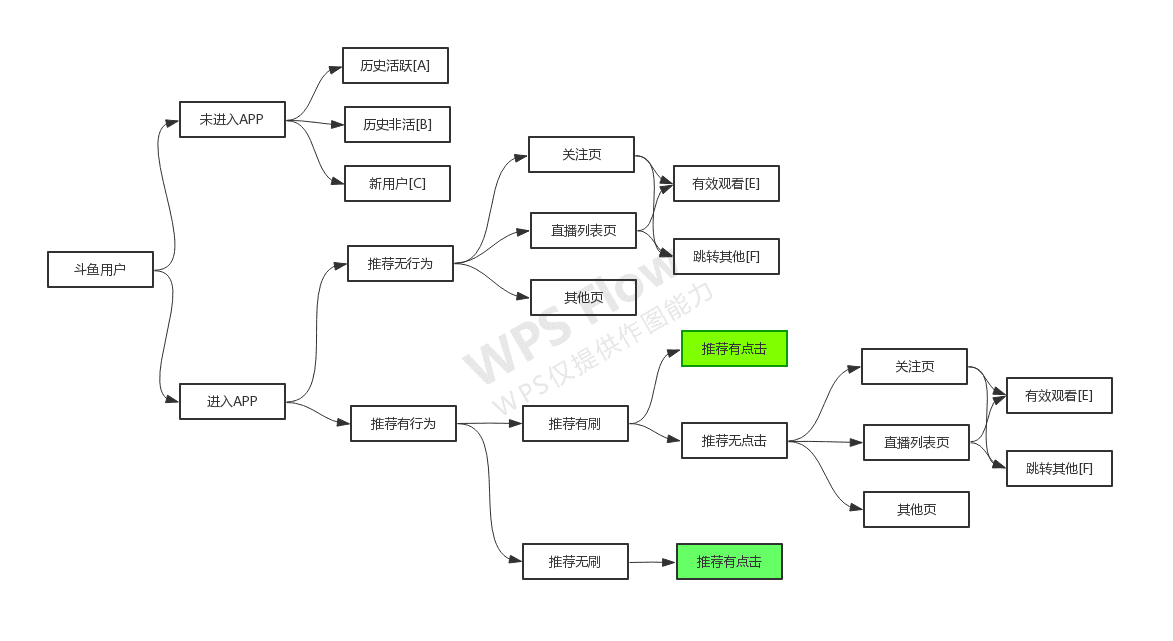 历史活跃[A]
未进入APP
历史非活[B]
关注页
新用户[C]
有效观看[E]
直播列表页
斗鱼用户
推荐无行为
跳转其他[F]
其他页
WPS Flow
WPS仅提供作图能力
推荐有点击
关注页
进入APP
有效观看[E]
推荐有行为
推荐有刷
推荐无点击
直播列表页
跳转其他[F]
其他页
推荐无刷
推荐有点击